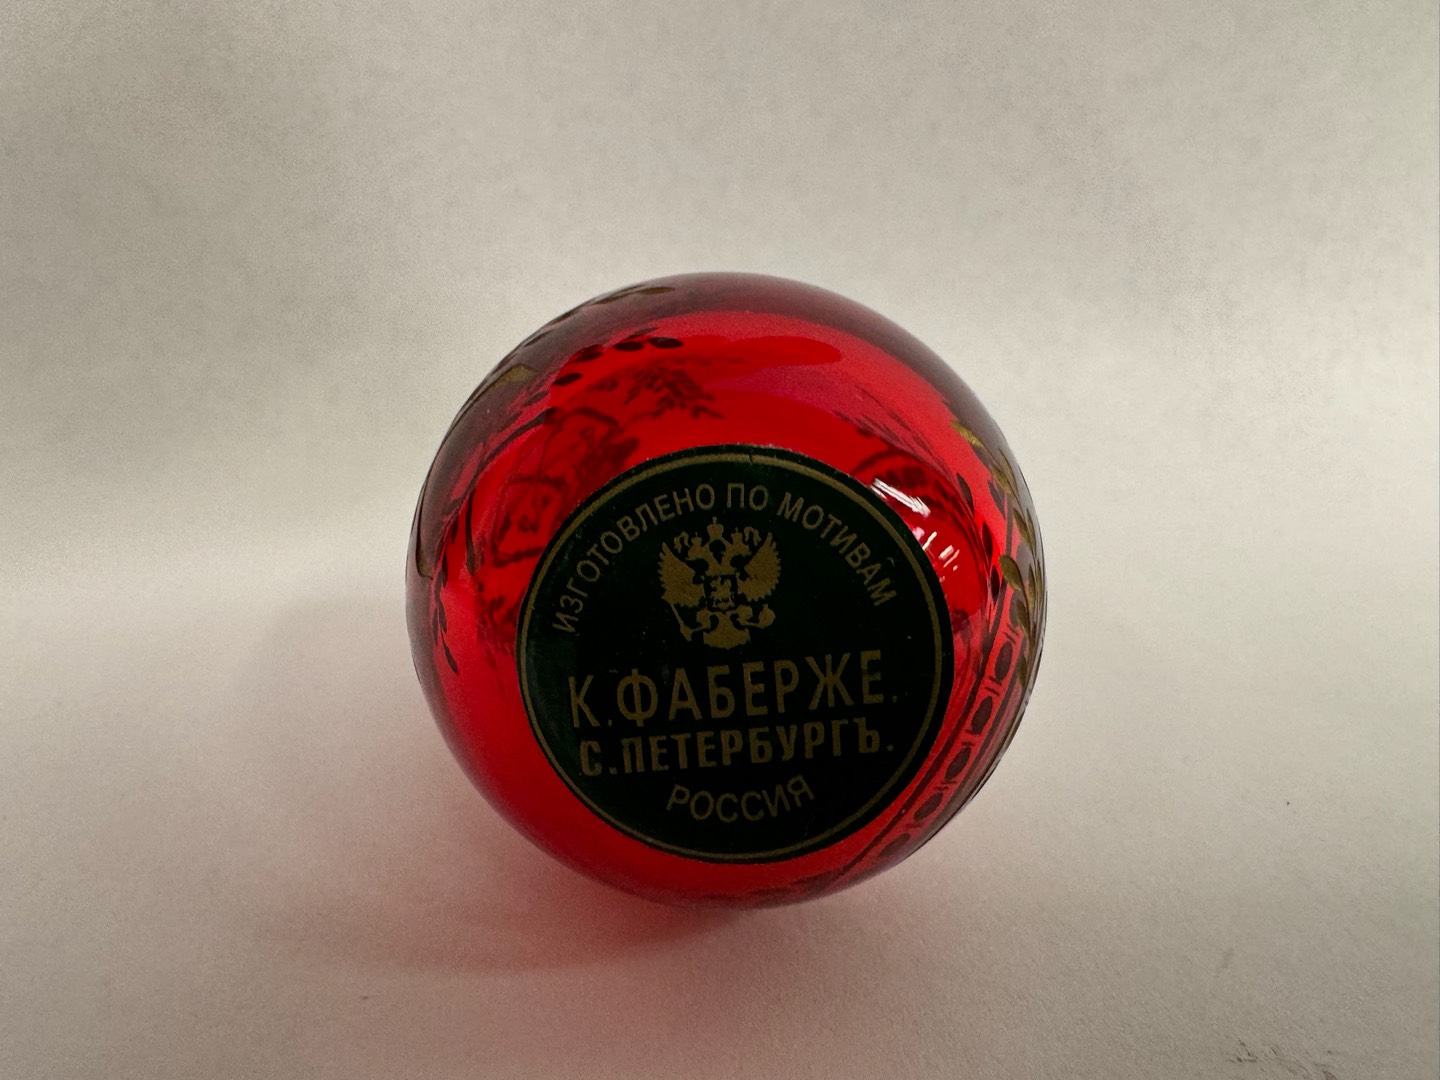 ИЗГОТОВЛЕНО ПО МОТИВАМ
К.ФАБЕРЖЕ.
С.ПЕТЕРБУРГЪ.
РОССИЯ